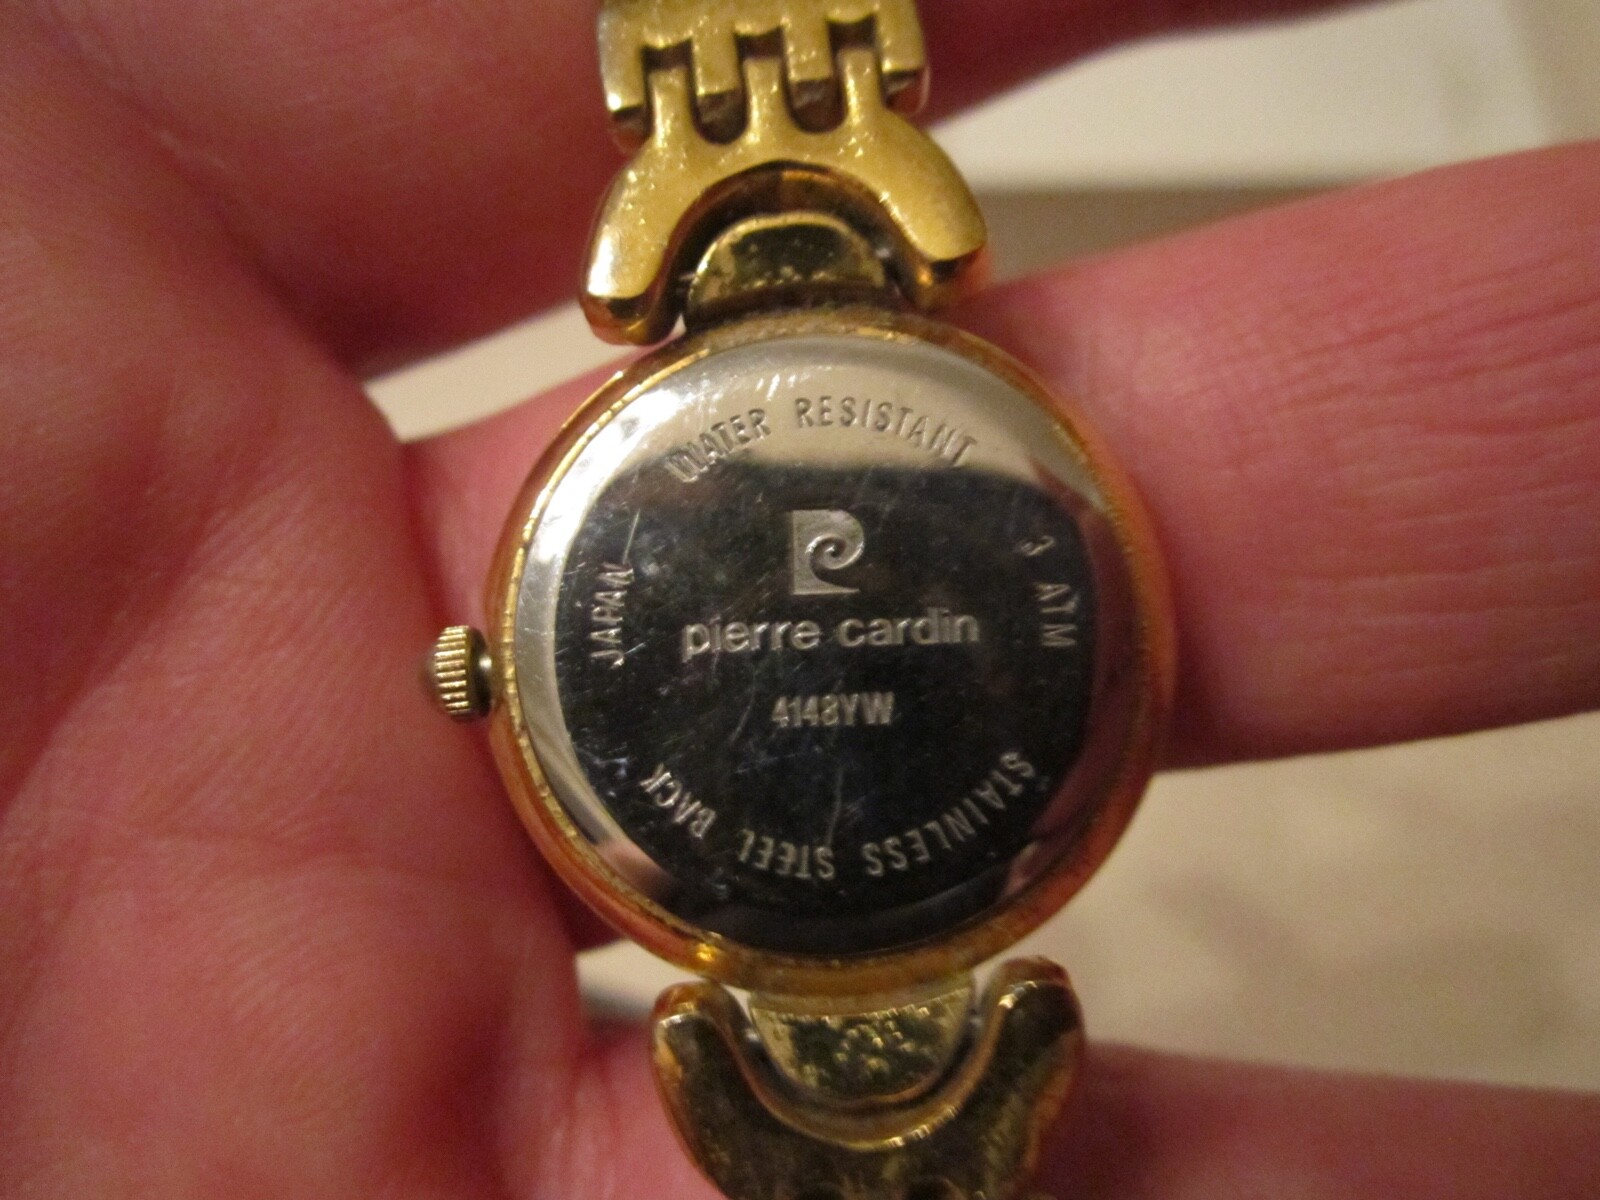 WATER RESISTANT
3 ATM
JAPAN
pierre cardin
4148YW
STAINLESS STEEL BACK